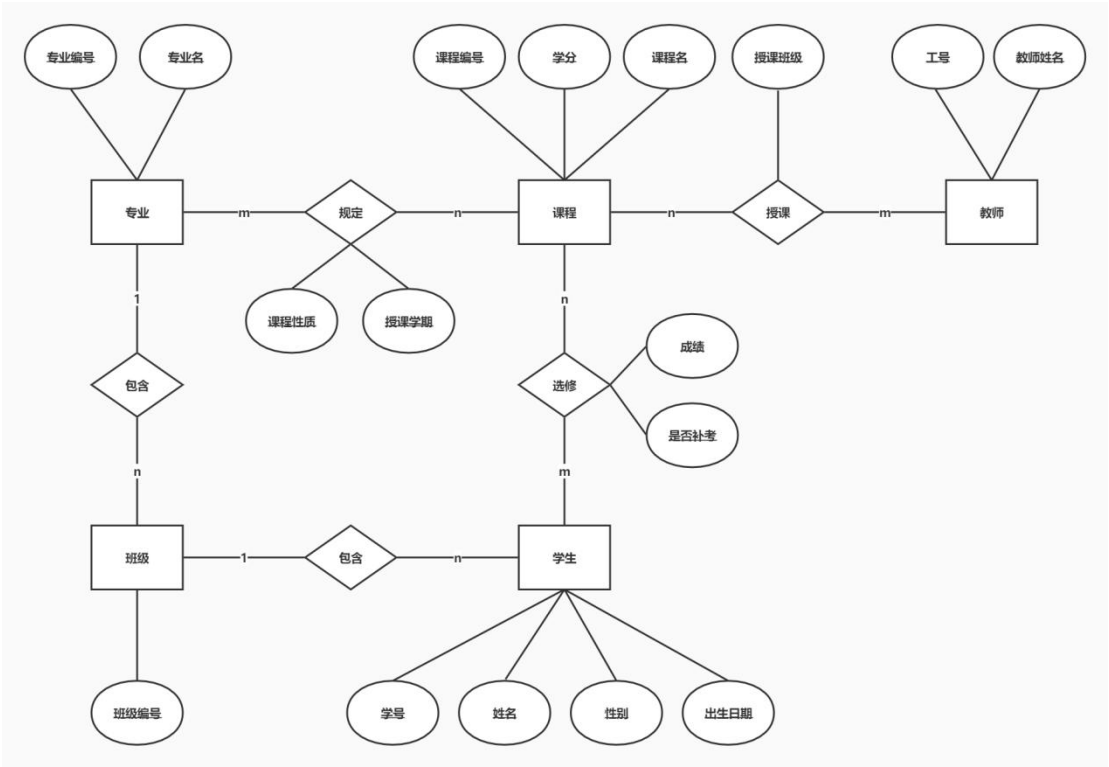 专业编号
专业名
课程编号
学分
课程名
授课班级
工号
教师姓名
专业
m
规定
n
课程
n
授课
m
教师
课程性质
授课学期
1
n
包含
选修
成绩
是否补考
n
m
班级
1
包含
n
学生
班级编号
学号
姓名
性别
出生日期